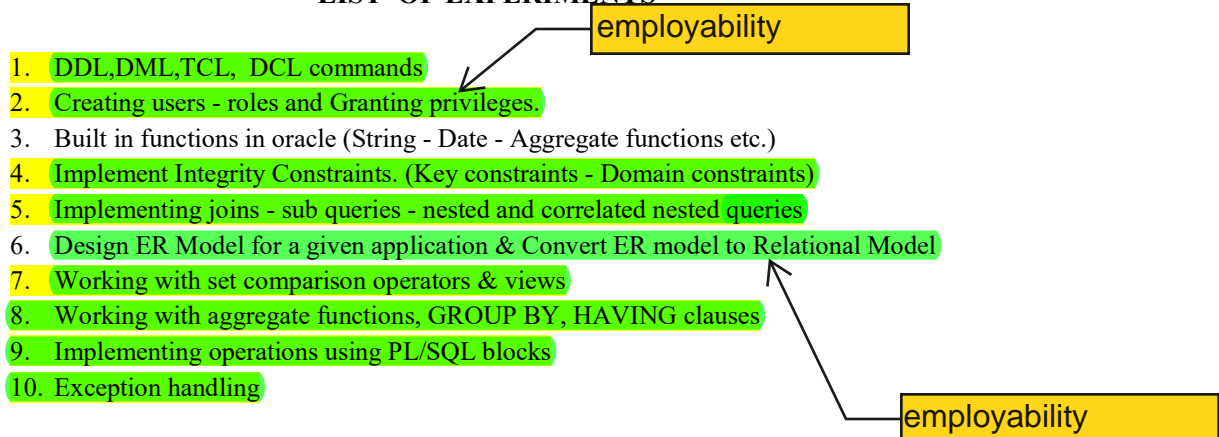 LIST OF EXPERIMENTS
employability
1. DDL,DML,TCL, DCL commands
2. Creating users - roles and Granting privileges.
3. Built in functions in oracle (String - Date - Aggregate functions etc.)
4. Implement Integrity Constraints. (Key constraints - Domain constraints)
5. Implementing joins - sub queries - nested and correlated nested queries
6. Design ER Model for a given application & Convert ER model to Relational Model
7. Working with set comparison operators & views
8. Working with aggregate functions, GROUP BY, HAVING clauses
9. Implementing operations using PL/SQL blocks
10. Exception handling
employability